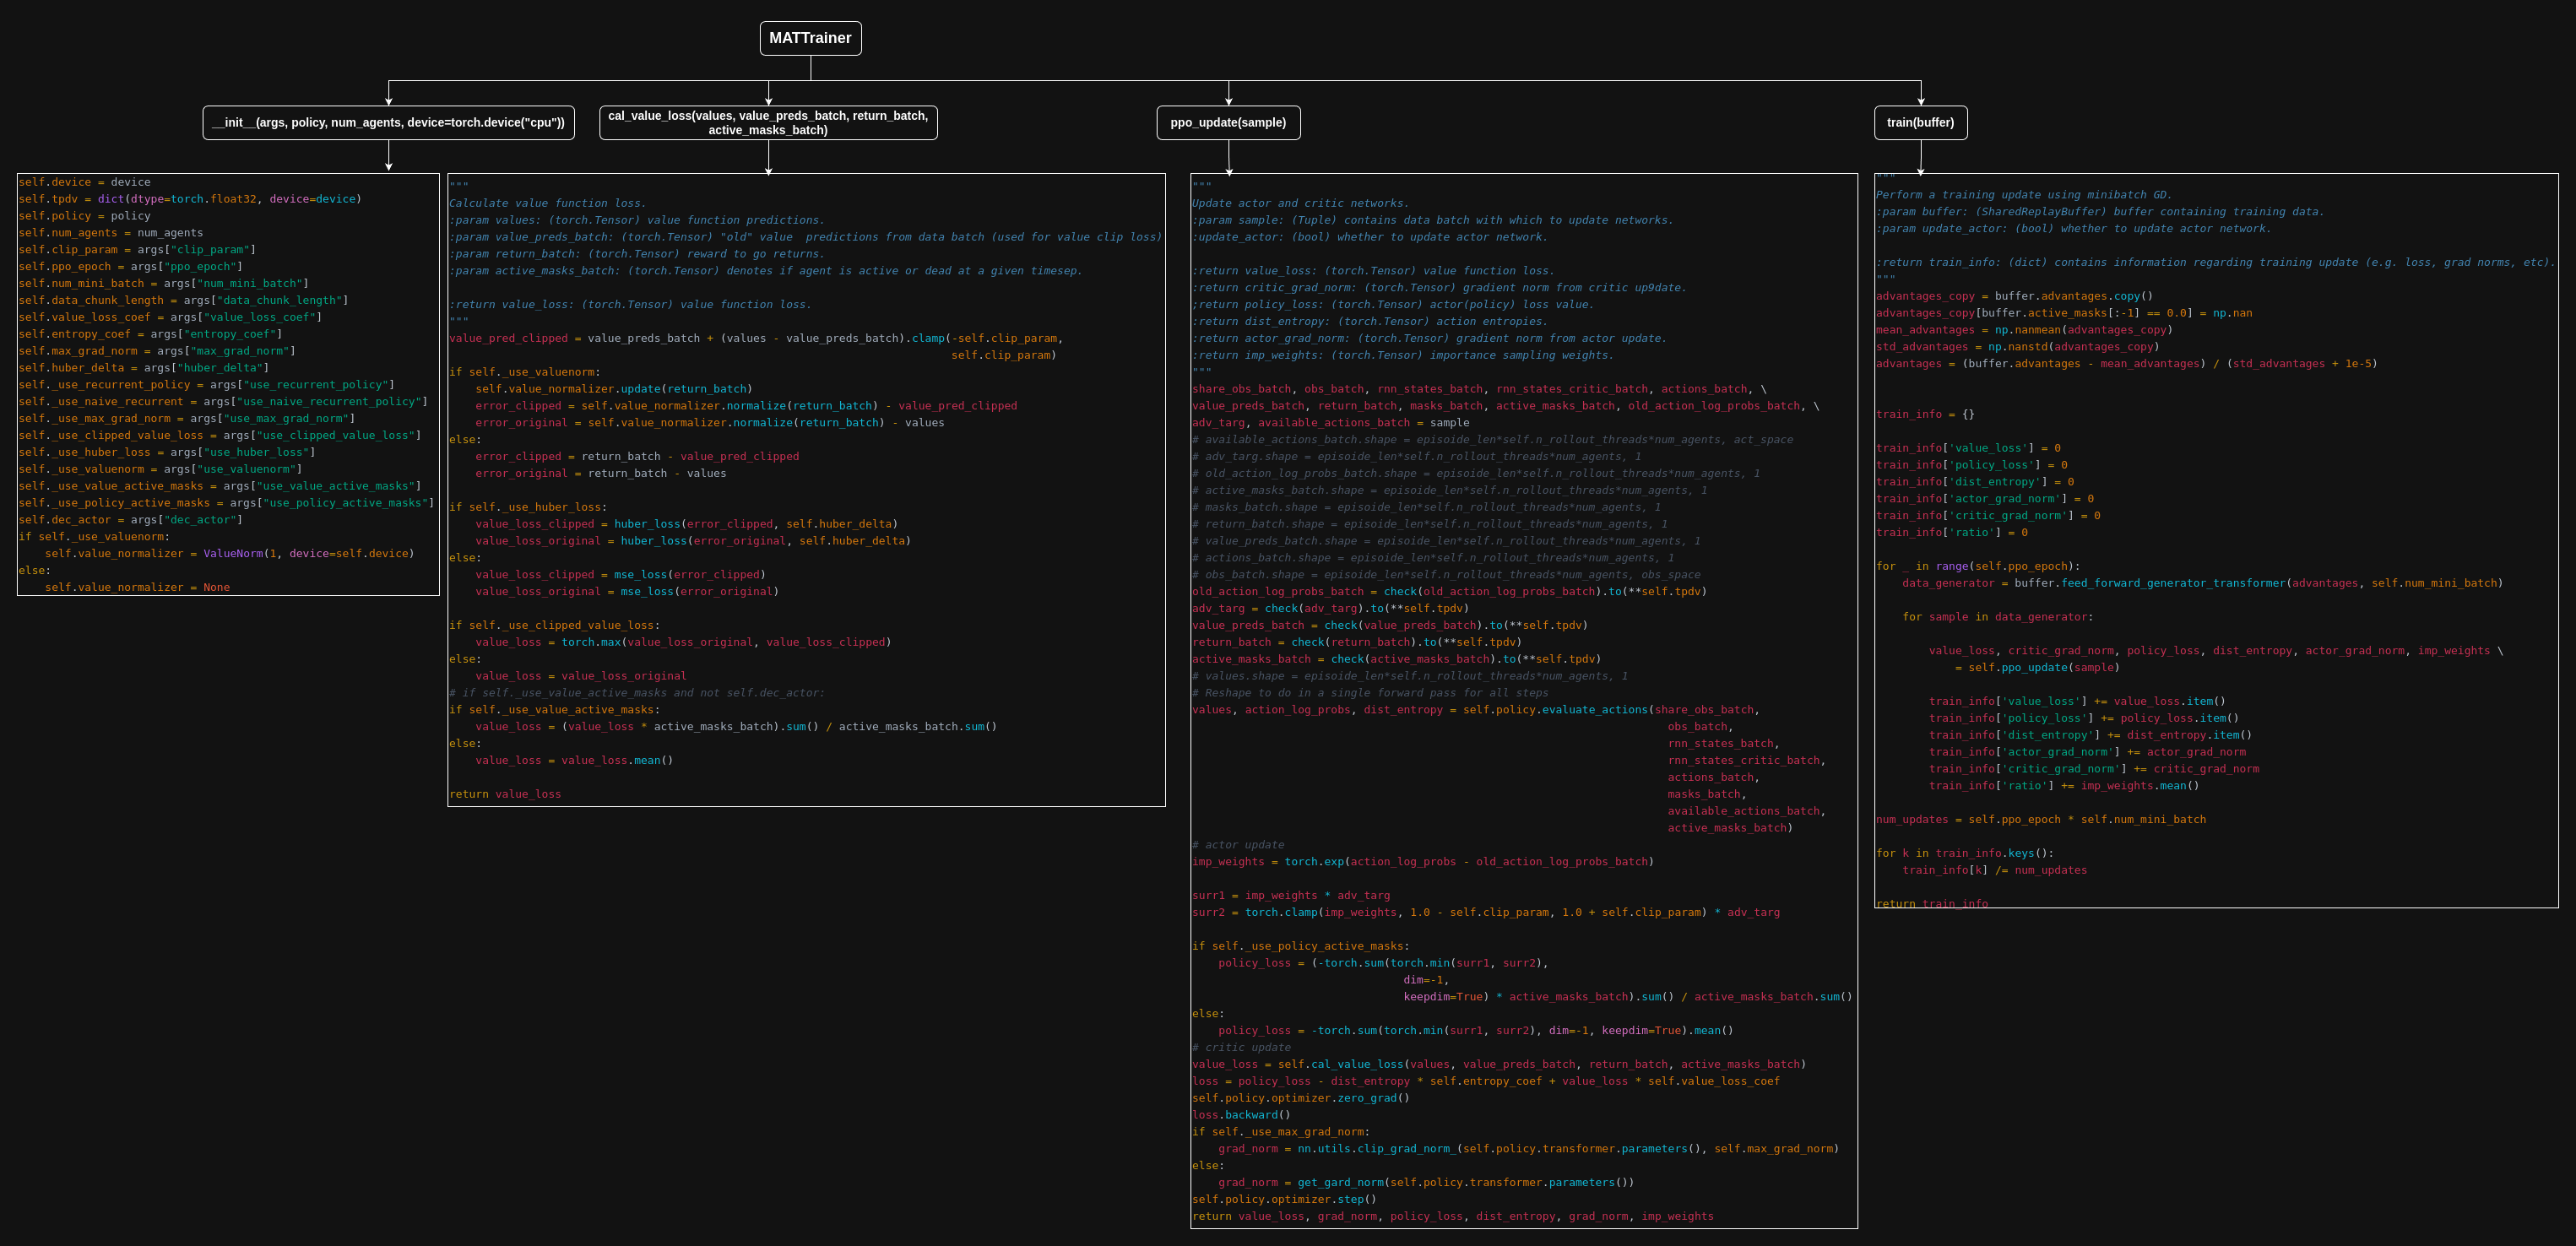 MATTrainer
__init__(args, policy, num_agents, device=torch.device("cpu"))
cal_value_loss(values, value_preds_batch, return_batch,
active_masks_batch)
ppo_update(sample)
train(buffer)
self.device = device
self.tpdv = dict(dtype=torch.float32, device=device)
self.policy = policy
self.num_agents = num_agents
self.clip_param = args["clip_param"]
self.ppo_epoch = args["ppo_epoch"]
self.num_mini_batch = args["num_mini_batch"]
self.data_chunk_length = args["data_chunk_length"]
self.value_loss_coef = args["value_loss_coef"]
self.entropy_coef = args["entropy_coef"]
self.max_grad_norm = args["max_grad_norm"]
self.huber_delta = args["huber_delta"]
self._use_recurrent_policy = args["use_recurrent_policy"]
self._use_naive_recurrent = args["use_naive_recurrent_policy"]
self._use_max_grad_norm = args["use_max_grad_norm"]
self._use_clipped_value_loss = args["use_clipped_value_loss"]
self._use_huber_loss = args["use_huber_loss"]
self._use_valuenorm = args["use_valuenorm"]
self._use_value_active_masks = args["use_value_active_masks"]
self._use_policy_active_masks = args["use_policy_active_masks"]
self.dec_actor = args["dec_actor"]
if self._use_valuenorm:
    self.value_normalizer = ValueNorm(1, device=self.device)
else:
    self.value_normalizer = None
"""
Calculate value function loss.
:param values: (torch.Tensor) value function predictions.
:param value_preds_batch: (torch.Tensor) "old" value  predictions from data batch (used for value clip loss)
:param return_batch: (torch.Tensor) reward to go returns.
:param active_masks_batch: (torch.Tensor) denotes if agent is active or dead at a given timesep.

:return value_loss: (torch.Tensor) value function loss.
"""
value_pred_clipped = value_preds_batch + (values - value_preds_batch).clamp(-self.clip_param,
                                                                            self.clip_param)
if self._use_valuenorm:
    self.value_normalizer.update(return_batch)
    error_clipped = self.value_normalizer.normalize(return_batch) - value_pred_clipped
    error_original = self.value_normalizer.normalize(return_batch) - values
else:
    error_clipped = return_batch - value_pred_clipped
    error_original = return_batch - values

if self._use_huber_loss:
    value_loss_clipped = huber_loss(error_clipped, self.huber_delta)
    value_loss_original = huber_loss(error_original, self.huber_delta)
else:
    value_loss_clipped = mse_loss(error_clipped)
    value_loss_original = mse_loss(error_original)

if self._use_clipped_value_loss:
    value_loss = torch.max(value_loss_original, value_loss_clipped)
else:
    value_loss = value_loss_original
# if self._use_value_active_masks and not self.dec_actor:
if self._use_value_active_masks:
    value_loss = (value_loss * active_masks_batch).sum() / active_masks_batch.sum()
else:
    value_loss = value_loss.mean()

return value_loss
"""
Update actor and critic networks.
:param sample: (Tuple) contains data batch with which to update networks.
:update_actor: (bool) whether to update actor network.

:return value_loss: (torch.Tensor) value function loss.
:return critic_grad_norm: (torch.Tensor) gradient norm from critic up9date.
;return policy_loss: (torch.Tensor) actor(policy) loss value.
:return dist_entropy: (torch.Tensor) action entropies.
:return actor_grad_norm: (torch.Tensor) gradient norm from actor update.
:return imp_weights: (torch.Tensor) importance sampling weights.
"""
share_obs_batch, obs_batch, rnn_states_batch, rnn_states_critic_batch, actions_batch, \
value_preds_batch, return_batch, masks_batch, active_masks_batch, old_action_log_probs_batch, \
adv_targ, available_actions_batch = sample
# available_actions_batch.shape = episoide_len*self.n_rollout_threads*num_agents, act_space
# adv_targ.shape = episoide_len*self.n_rollout_threads*num_agents, 1
# old_action_log_probs_batch.shape = episoide_len*self.n_rollout_threads*num_agents, 1
# active_masks_batch.shape = episoide_len*self.n_rollout_threads*num_agents, 1
# masks_batch.shape = episoide_len*self.n_rollout_threads*num_agents, 1
# return_batch.shape = episoide_len*self.n_rollout_threads*num_agents, 1
# value_preds_batch.shape = episoide_len*self.n_rollout_threads*num_agents, 1
# actions_batch.shape = episoide_len*self.n_rollout_threads*num_agents, 1
# obs_batch.shape = episoide_len*self.n_rollout_threads*num_agents, obs_space
old_action_log_probs_batch = check(old_action_log_probs_batch).to(**self.tpdv)
adv_targ = check(adv_targ).to(**self.tpdv)
value_preds_batch = check(value_preds_batch).to(**self.tpdv)
return_batch = check(return_batch).to(**self.tpdv)
active_masks_batch = check(active_masks_batch).to(**self.tpdv)
# values.shape = episoide_len*self.n_rollout_threads*num_agents, 1
# Reshape to do in a single forward pass for all steps
values, action_log_probs, dist_entropy = self.policy.evaluate_actions(share_obs_batch,
                                                                        obs_batch,
                                                                        rnn_states_batch,
                                                                        rnn_states_critic_batch,
                                                                        actions_batch,
                                                                        masks_batch,
                                                                        available_actions_batch,
                                                                        active_masks_batch)
# actor update
imp_weights = torch.exp(action_log_probs - old_action_log_probs_batch)

surr1 = imp_weights * adv_targ
surr2 = torch.clamp(imp_weights, 1.0 - self.clip_param, 1.0 + self.clip_param) * adv_targ

if self._use_policy_active_masks:
    policy_loss = (-torch.sum(torch.min(surr1, surr2),
                                dim=-1,
                                keepdim=True) * active_masks_batch).sum() / active_masks_batch.sum()
else:
    policy_loss = -torch.sum(torch.min(surr1, surr2), dim=-1, keepdim=True).mean()
# critic update
value_loss = self.cal_value_loss(values, value_preds_batch, return_batch, active_masks_batch)
loss = policy_loss - dist_entropy * self.entropy_coef + value_loss * self.value_loss_coef
self.policy.optimizer.zero_grad()
loss.backward()
if self._use_max_grad_norm:
    grad_norm = nn.utils.clip_grad_norm_(self.policy.transformer.parameters(), self.max_grad_norm)
else:
    grad_norm = get_gard_norm(self.policy.transformer.parameters())
self.policy.optimizer.step()
return value_loss, grad_norm, policy_loss, dist_entropy, grad_norm, imp_weights
"""
Perform a training update using minibatch GD.
:param buffer: (SharedReplayBuffer) buffer containing training data.
:param update_actor: (bool) whether to update actor network.

:return train_info: (dict) contains information regarding training update (e.g. loss, grad norms, etc).
"""
advantages_copy = buffer.advantages.copy()
advantages_copy[buffer.active_masks[:-1] == 0.0] = np.nan
mean_advantages = np.nanmean(advantages_copy)
std_advantages = np.nanstd(advantages_copy)
advantages = (buffer.advantages - mean_advantages) / (std_advantages + 1e-5)

train_info = {}

train_info['value_loss'] = 0
train_info['policy_loss'] = 0
train_info['dist_entropy'] = 0
train_info['actor_grad_norm'] = 0
train_info['critic_grad_norm'] = 0
train_info['ratio'] = 0

for _ in range(self.ppo_epoch):
    data_generator = buffer.feed_forward_generator_transformer(advantages, self.num_mini_batch)

    for sample in data_generator:

        value_loss, critic_grad_norm, policy_loss, dist_entropy, actor_grad_norm, imp_weights \
            = self.ppo_update(sample)

        train_info['value_loss'] += value_loss.item()
        train_info['policy_loss'] += policy_loss.item()
        train_info['dist_entropy'] += dist_entropy.item()
        train_info['actor_grad_norm'] += actor_grad_norm
        train_info['critic_grad_norm'] += critic_grad_norm
        train_info['ratio'] += imp_weights.mean()

num_updates = self.ppo_epoch * self.num_mini_batch

for k in train_info.keys():
    train_info[k] /= num_updates

return train_info